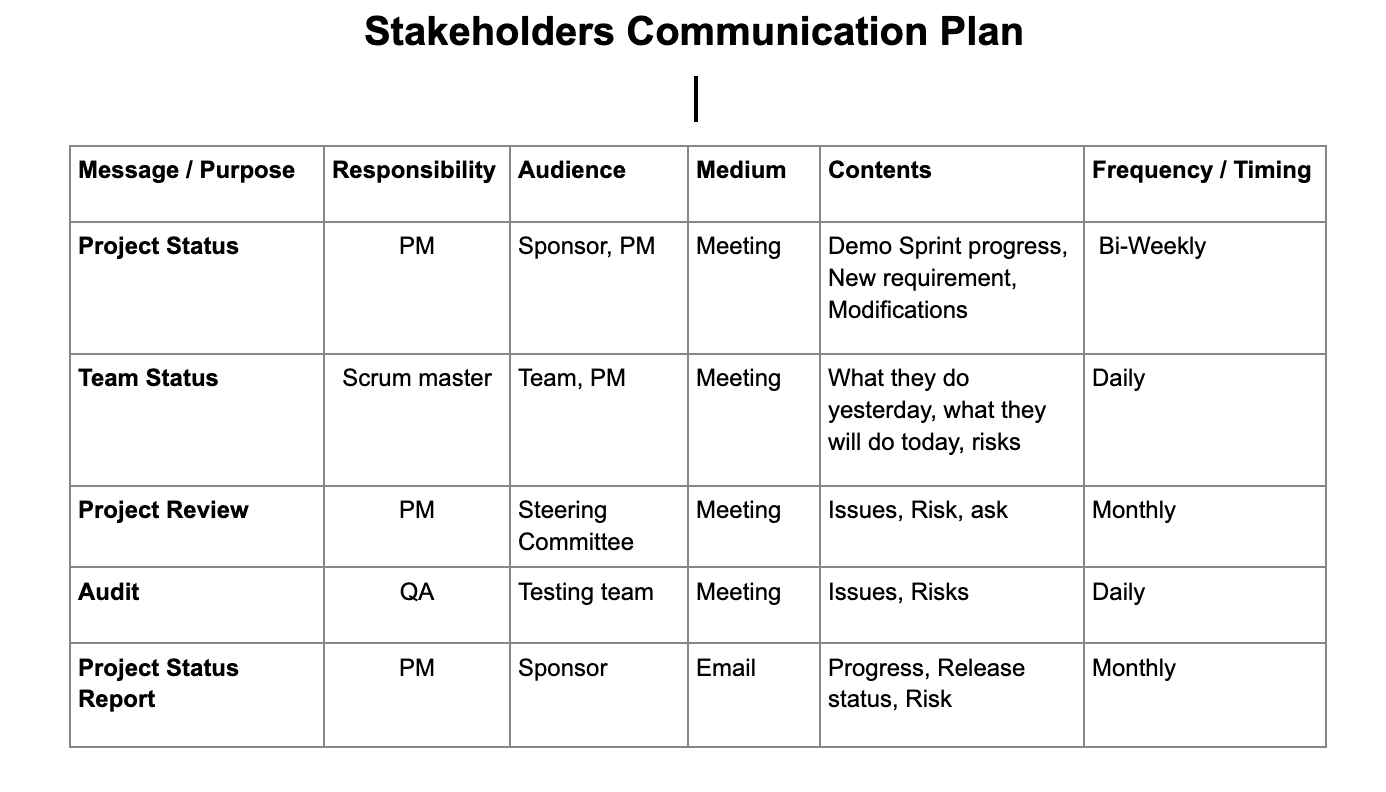 Stakeholders Communication Plan
Message / Purpose Responsibility Audience Medium Contents Frequency / Timing
Project Status PM Sponsor, PM Meeting Demo Sprint progress, Bi-Weekly
New requirement,
Modifications
Team Status Scrum master Team, PM Meeting What they do Daily
yesterday, what they
will do today, risks
Project Review PM Steering Meeting Issues, Risk, ask Monthly
Committee
Audit QA Testing team Meeting Issues, Risks Daily
Project Status PM Sponsor Email Progress, Release Monthly
Report status, Risk